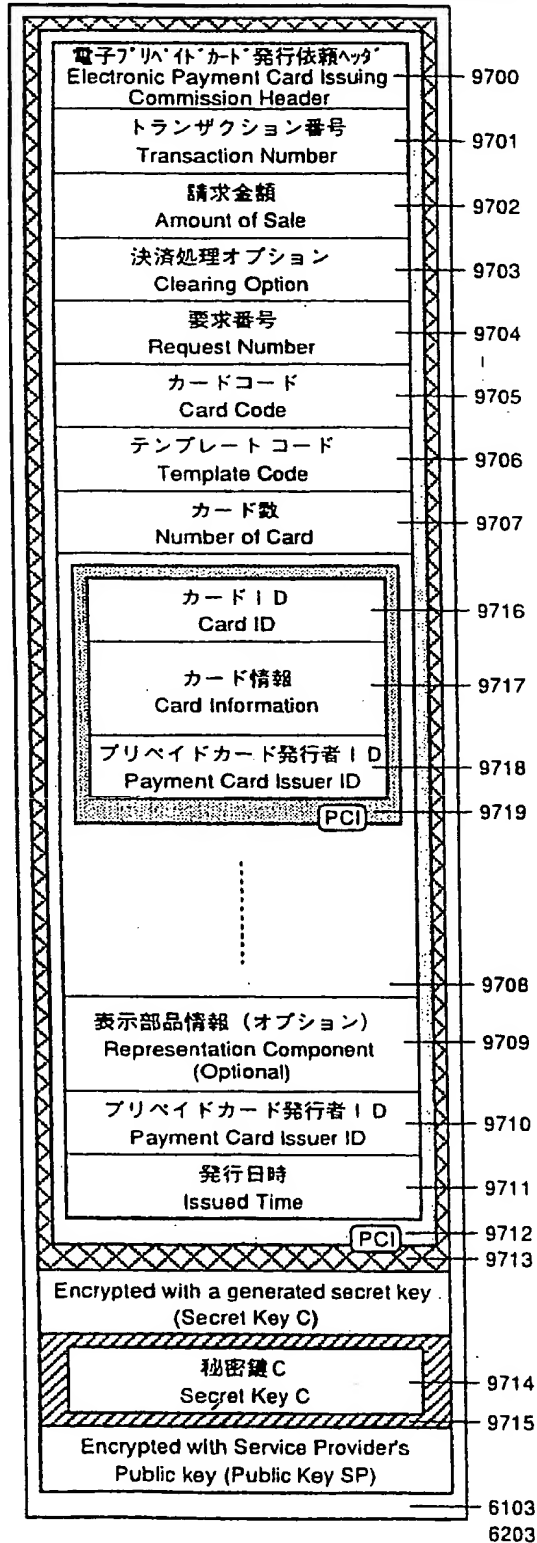 電子プリペイドカード発行依頼ヘッダ
Electronic Payment Card Issuing
Commission Header
9700
トランザクション番号
Transaction Number
9701
請求金額
Amount of Sale
9702
決済処理オプション
Clearing Option
9703
要求番号
Request Number
9704
カードコード
Card Code
9705
テンプレート コード
Template Code
9706
カード数
Number of Card
9707
カードID
Card ID
9716
カード情報
Card Information
9717
プリペイドカード発行者ID
Payment Card Issuer ID
9718
PCI
9719
9708
表示部品情報(オプション)
Representation Component
(Optional)
9709
プリペイドカード発行者ID
Payment Card Issuer ID
9710
発行日時
Issued Time
9711
PCI
9712
9713
Encrypted with a generated secret key
(Secret Key C)
秘密鍵C
Secret Key C
9714
9715
Encrypted with Service Provider's
Public key (Public Key SP)
6103
6203